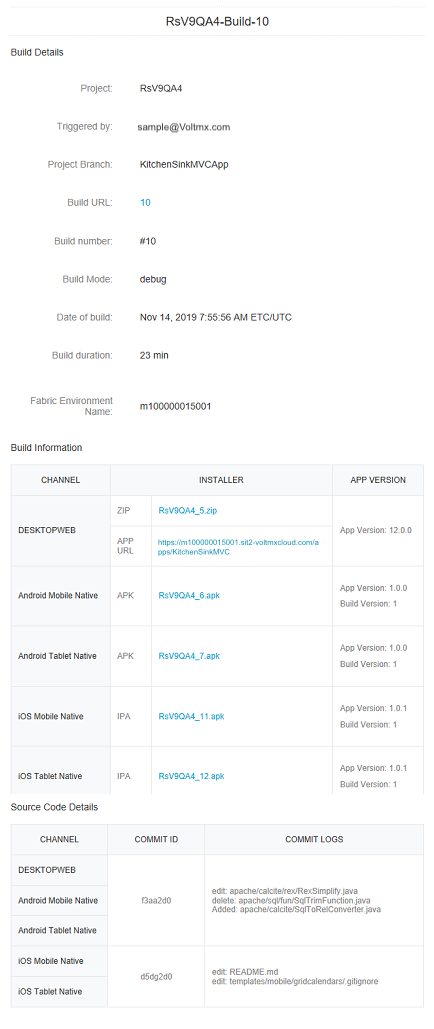 RsV9QA4-Build-10
Build Details
Project: RsV9QA4
Triggered by: sample@Voltmx.com
Project Branch: KitchenSinkMVCApp
Build URL: 10
Build number: #10
Build Mode: debug
Date of build: Nov 14, 2019 7:55:56 AM ETC/UTC
Build duration: 23 min
Fabric Environment
Name: m100000015001
Build Information
CHANNEL INSTALLER APP VERSION
DESKTOPWEB
ZIP RsV9QA4_5.zip
APP
URL
https://m100000015001.sit2-voltmxcloud.com/a
pps/KitchenSinkMVC
App Version: 12.0.0
Android Mobile Native APK RsV9QA4_6.apk
App Version: 1.0.0
Build Version: 1
Android Tablet Native APK RsV9QA4_7.apk
App Version: 1.0.0
Build Version: 1
iOS Mobile Native IPA RsV9QA4_11.apk
App Version: 1.0.1
Build Version: 1
iOS Tablet Native IPA RsV9QA4_12.apk
App Version: 1.0.1
Build Version: 1
Source Code Details
CHANNEL COMMIT ID COMMIT LOGS
DESKTOPWEB
Android Mobile Native
Android Tablet Native
f3aa2d0
edit: apache/calcite/rex/RexSimplify.java
delete: apache/sql/fun/SqlTrimFunction.java
Added: apache/calcite/SqlToRelConverter.java
iOS Mobile Native
iOS Tablet Native
d5dg2d0
edit: README.md
edit: templates/mobile/gridcalendars/.gitignore